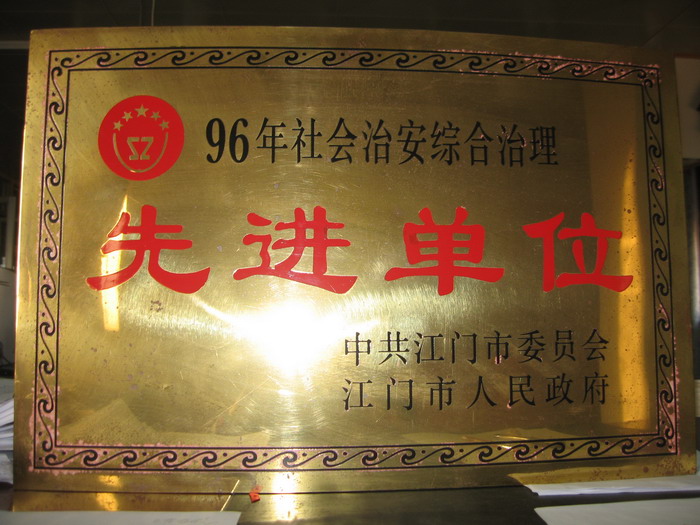 SZ
96年社会治安综合治理
先进单位
中共江门市委员会
江门市人民政府